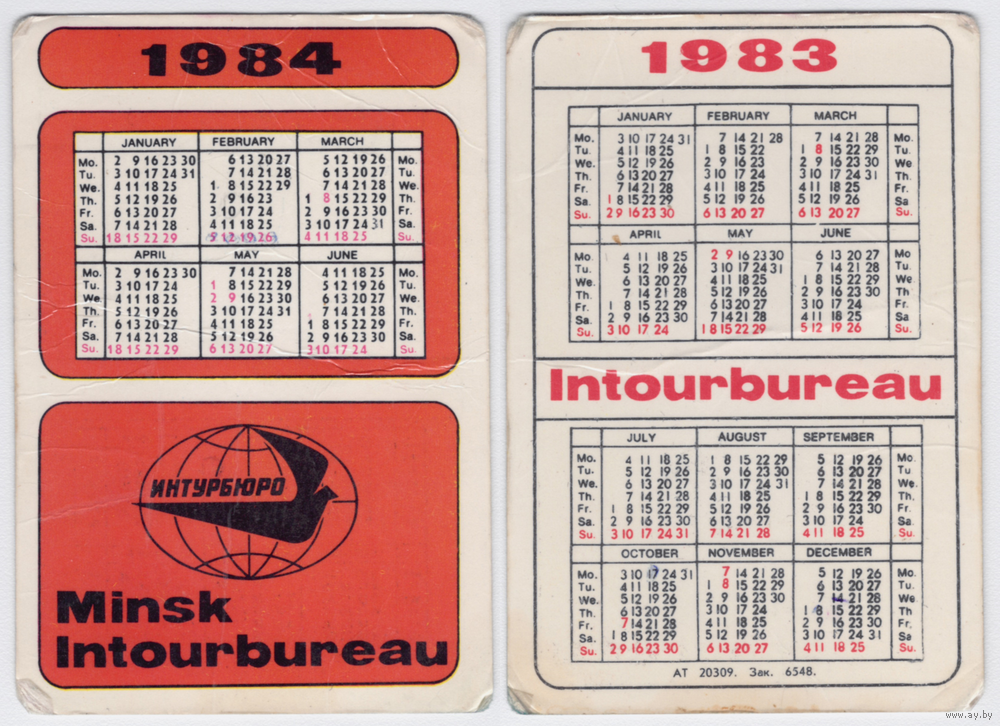 1984
JANUARY FEBRUARY MARCH
Mo. 2 9 16 23 30 6 13 20 27 5 12 19 26 Mo.
Tu. 3 10 17 24 31 7 14 21 28 6 13 20 27 Tu.
We. 4 11 18 25 1 8 15 22 29 7 14 21 28 We.
Th. 5 12 19 26 2 9 16 23 1 8 15 22 29 Th.
Fr. 6 13 20 27 3 10 17 24 2 9 16 23 30 Fr.
Sa. 7 14 21 28 4 11 18 25 3 10 17 24 31 Sa.
Su. 1 8 15 22 29 5 12 19 26 4 11 18 25 Su.
APRIL MAY JUNE
Mo. 2 9 16 23 30 7 14 21 28 4 11 18 25 Mo.
Tu. 3 10 17 24 1 8 15 22 29 5 12 19 26 Tu.
We. 4 11 18 25 2 9 16 23 30 6 13 20 27 We.
Th. 5 12 19 26 3 10 17 24 31 7 14 21 28 Th.
Fr. 6 13 20 27 4 11 18 25 1 8 15 22 29 Fr.
Sa. 7 14 21 28 5 12 19 26 2 9 16 23 30 Sa.
Su. 1 8 15 22 29 6 13 20 27 3 10 17 24 Su.
ИНТУРБЮРО
Minsk
Intourbureau
1983
JANUARY FEBRUARY MARCH
Mo. 3 10 17 24 31 7 14 21 28 7 14 21 28 Mo.
Tu. 4 11 18 25 1 8 15 22 1 8 15 22 29 Tu.
We. 5 12 19 26 2 9 16 23 2 9 16 23 30 We.
Th. 6 13 20 27 3 10 17 24 3 10 17 24 31 Th.
Fr. 7 14 21 28 4 11 18 25 4 11 18 25 Fr.
Sa. 1 8 15 22 29 5 12 19 26 5 12 19 26 Sa.
Su. 2 9 16 23 30 6 13 20 27 6 13 20 27 Su.
APRIL MAY JUNE
Mo. 4 11 18 25 2 9 16 23 30 6 13 20 27 Mo.
Tu. 5 12 19 26 3 10 17 24 31 7 14 21 28 Tu.
We. 6 13 20 27 4 11 18 25 1 8 15 22 29 We.
Th. 7 14 21 28 5 12 19 26 2 9 16 23 30 Th.
Fr. 1 8 15 22 29 6 13 20 27 3 10 17 24 Fr.
Sa. 2 9 16 23 30 7 14 21 28 4 11 18 25 Sa.
Su. 3 10 17 24 1 8 15 22 29 5 12 19 26 Su.
Intourbureau
JULY AUGUST SEPTEMBER
Mo. 4 11 18 25 1 8 15 22 29 5 12 19 26 Mo.
Tu. 5 12 19 26 2 9 16 23 30 6 13 20 27 Tu.
We. 6 13 20 27 3 10 17 24 31 7 14 21 28 We.
Th. 7 14 21 28 4 11 18 25 1 8 15 22 29 Th.
Fr. 1 8 15 22 29 5 12 19 26 2 9 16 23 30 Fr.
Sa. 2 9 16 23 30 6 13 20 27 3 10 17 24 Sa.
Su. 3 10 17 24 31 7 14 21 28 4 11 18 25 Su.
OCTOBER NOVEMBER DECEMBER
Mo. 3 10 17 24 31 7 14 21 28 5 12 19 26 Mo.
Tu. 4 11 18 25 1 8 15 22 29 6 13 20 27 Tu.
We. 5 12 19 26 2 9 16 23 30 7 14 21 28 We.
Th. 6 13 20 27 3 10 17 24 1 8 15 22 29 Th
Fr. 7 14 21 28 4 11 18 25 2 9 16 23 30 Fr.
Sa. 1 8 15 22 29 5 12 19 26 3 10 17 24 31 Sa.
Su. 2 9 16 23 30 6 13 20 27 4 11 18 25 Su.
АТ 20309. Зак. 6548.
www.ay.by